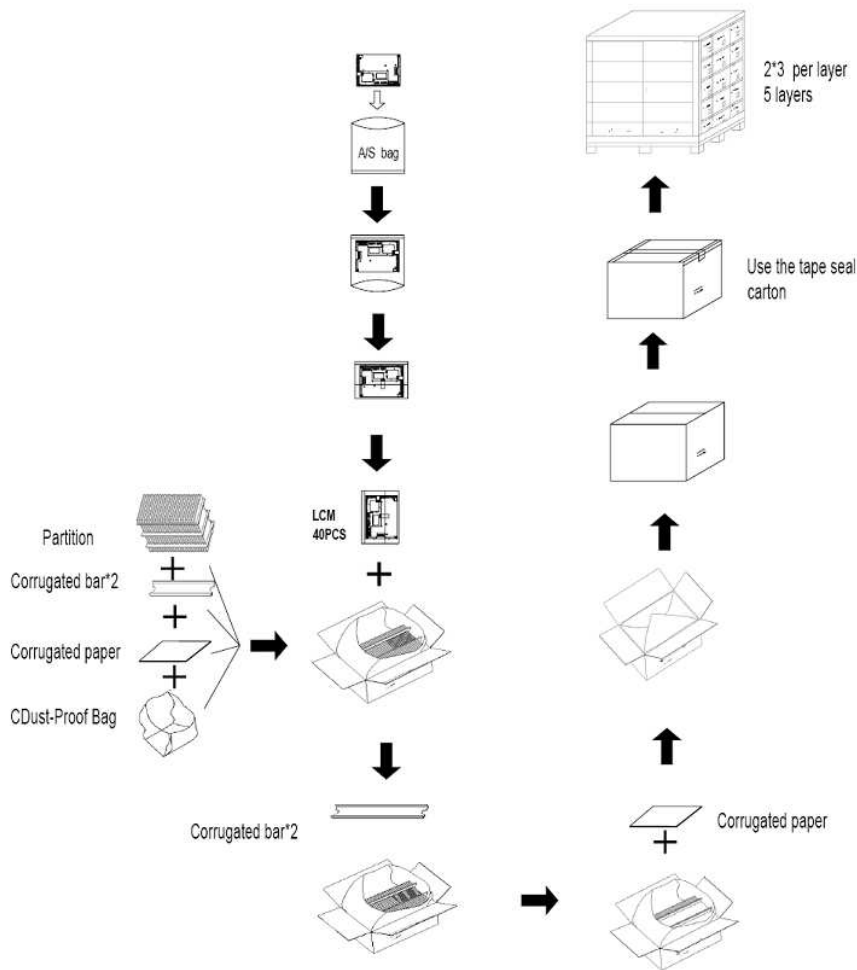 2*3 per layer
5 layers
A/S bag
Use the tape seal
carton
LCM
40PCS
Partition
Corrugated bar*2
Corrugated paper
CDust-Proof Bag
Corrugated bar*2
Corrugated paper